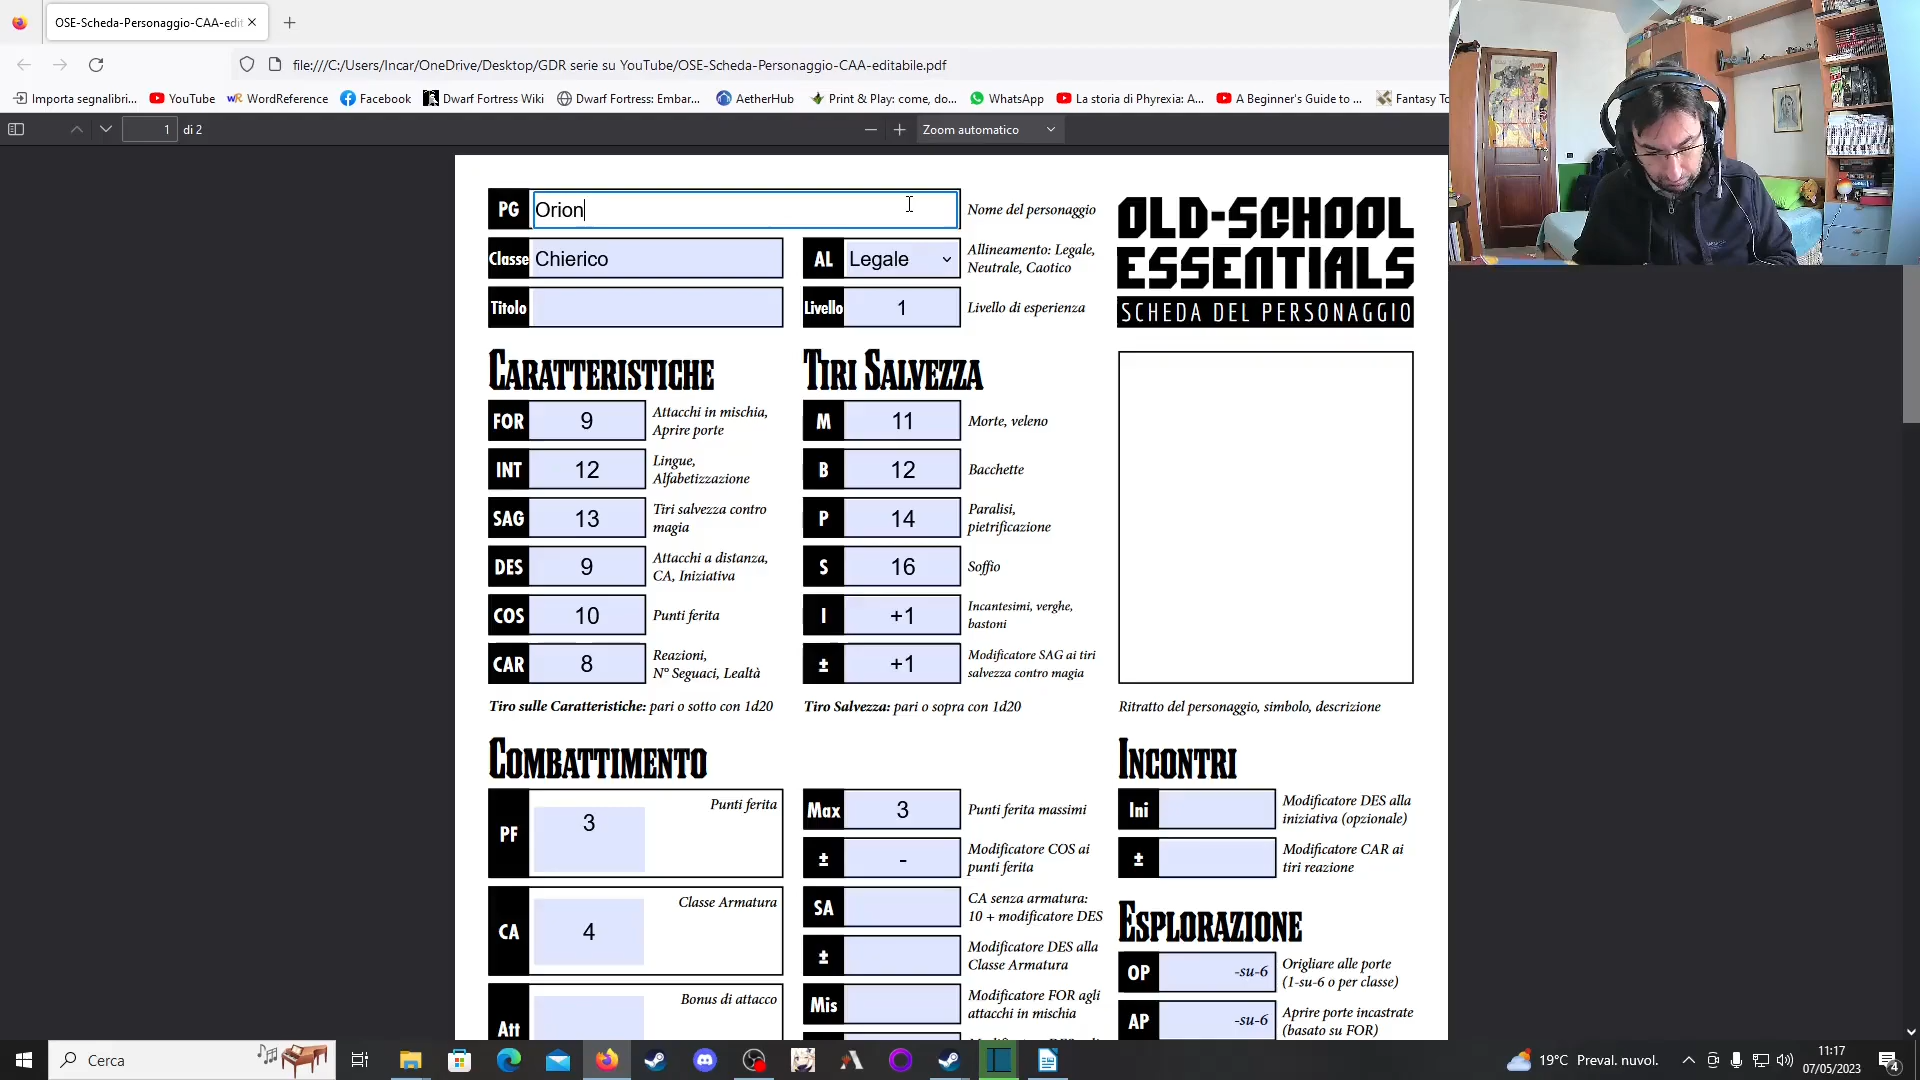 OSE-Scheda-Personaggio-CAA-edit
file:///C:/Users/Incar/OneDrive/Desktop/GDR serie su YouTube/OSE-Scheda-Personaggio-CAA-editabile.pdf
Importa segnalibri... YouTube WordReference Facebook Dwarf Fortress Wiki Dwarf Fortress: Embar... AetherHub Print & Play: come, do... WhatsApp La storia di Phyrexia: A... A Beginner's Guide to ... Fantasy To
1 di 2 Zoom automatico
PG Orion Nome del personaggio
Classe Chierico AL Legale Allineamento: Legale, Neutrale, Caotico
Titolo Livello 1 Livello di esperienza
OLD-SCHOOL
ESSENTIALS
SCHEDA DEL PERSONAGGIO
CARATTERISTICHE
FOR 9 Attacchi in mischia, Aprire porte
INT 12 Lingue, Alfabetizzazione
SAG 13 Tiri salvezza contro magia
DES 9 Attacchi a distanza, CA, Iniziativa
COS 10 Punti ferita
CAR 8 Reazioni, N° Seguaci, Lealtà
Tiro sulle Caratteristiche: pari o sotto con 1d20
TIRI SALVEZZA
M 11 Morte, veleno
B 12 Bacchette
P 14 Paralisi, pietrificazione
S 16 Soffio
I +1 Incantesimi, verghe, bastoni
± +1 Modificatore SAG ai tiri salvezza contro magia
Tiro Salvezza: pari o sopra con 1d20
Ritratto del personaggio, simbolo, descrizione
COMBATTIMENTO
PF 3 Punti ferita
CA 4 Classe Armatura
Att Bonus di attacco
Max 3 Punti ferita massimi
± - Modificatore COS ai punti ferita
SA CA senza armatura: 10 + modificatore DES
± Modificatore DES alla Classe Armatura
Mis Modificatore FOR agli attacchi in mischia
INCONTRI
Ini Modificatore DES alla iniziativa (opzionale)
± Modificatore CAR ai tiri reazione
ESPLORAZIONE
OP -su-6 Origliare alle porte (1-su-6 o per classe)
AP -su-6 Aprire porte incastrate (basato su FOR)
Cerca
19°C Preval. nuvol.
11:17
07/05/2023
4